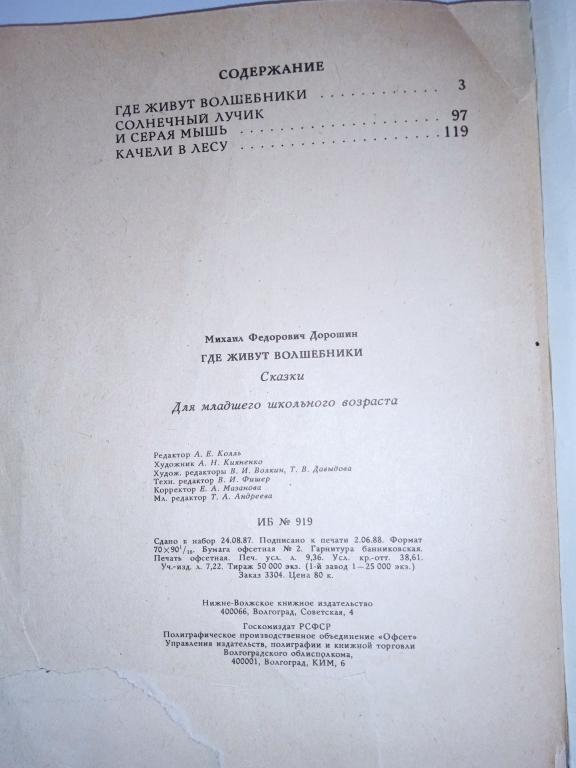 СОДЕРЖАНИЕ
ГДЕ ЖИВУТ ВОЛШЕБНИКИ . . . . . . . . . . 3
СОЛНЕЧНЫЙ ЛУЧИК
И СЕРАЯ МЫШЬ . . . . . . . . . . . . . . . . 97
КАЧЕЛИ В ЛЕСУ . . . . . . . . . . . . . . . . 119
Михаил Федорович Дорошин
ГДЕ ЖИВУТ ВОЛШЕБНИКИ
Сказки
Для младшего школьного возраста
Редактор А. Е. Колль
Художник А. Н. Кияненко
Худож. редакторы В. И. Волкин, Т. В. Давыдова
Техн. редактор В. И. Фишер
Корректор Е. А. Мазанова
Мл. редактор Т. А. Андреева
ИБ № 919
Сдано в набор 24.08.87. Подписано к печати 2.06.88. Формат
70×90¹/₁₆. Бумага офсетная № 2. Гарнитура банниковская.
Печать офсетная. Печ. усл. л. 9,36. Усл. кр.-отт. 38,61.
Уч.-изд. л. 7,22. Тираж 50 000 экз. (1-й завод 1—25 000 экз.)
Заказ 3304. Цена 80 к.
Нижне-Волжское книжное издательство
400066, Волгоград, Советская, 4
Госкомиздат РСФСР
Полиграфическое производственное объединение «Офсет»
Управления издательств, полиграфии и книжной торговли
Волгоградского облисполкома,
400001, Волгоград, КИМ, 6